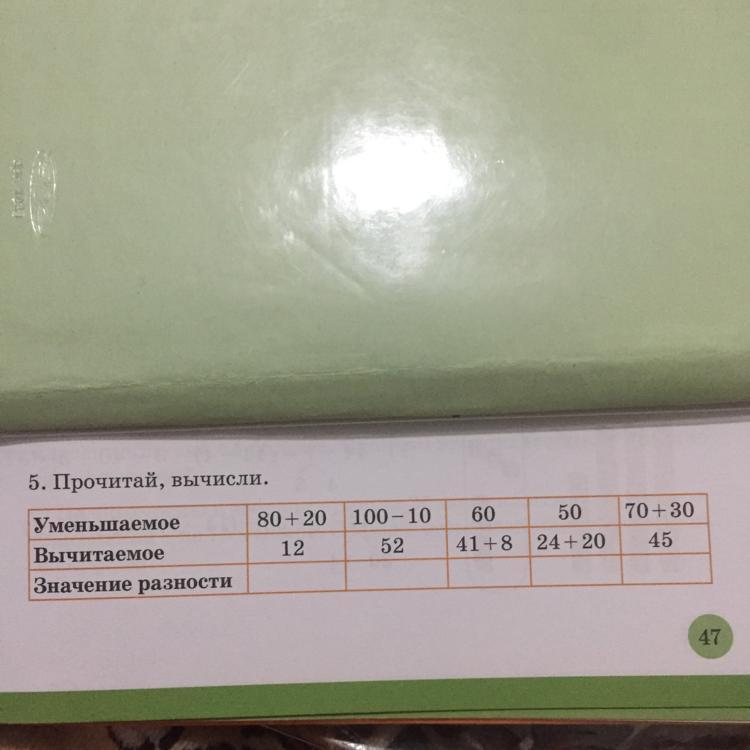 5. Прочитай, вычисли.
Уменьшаемое 80+20 100−10 60 50 70+30
Вычитаемое 12 52 41+8 24+20 45
Значение разности
47